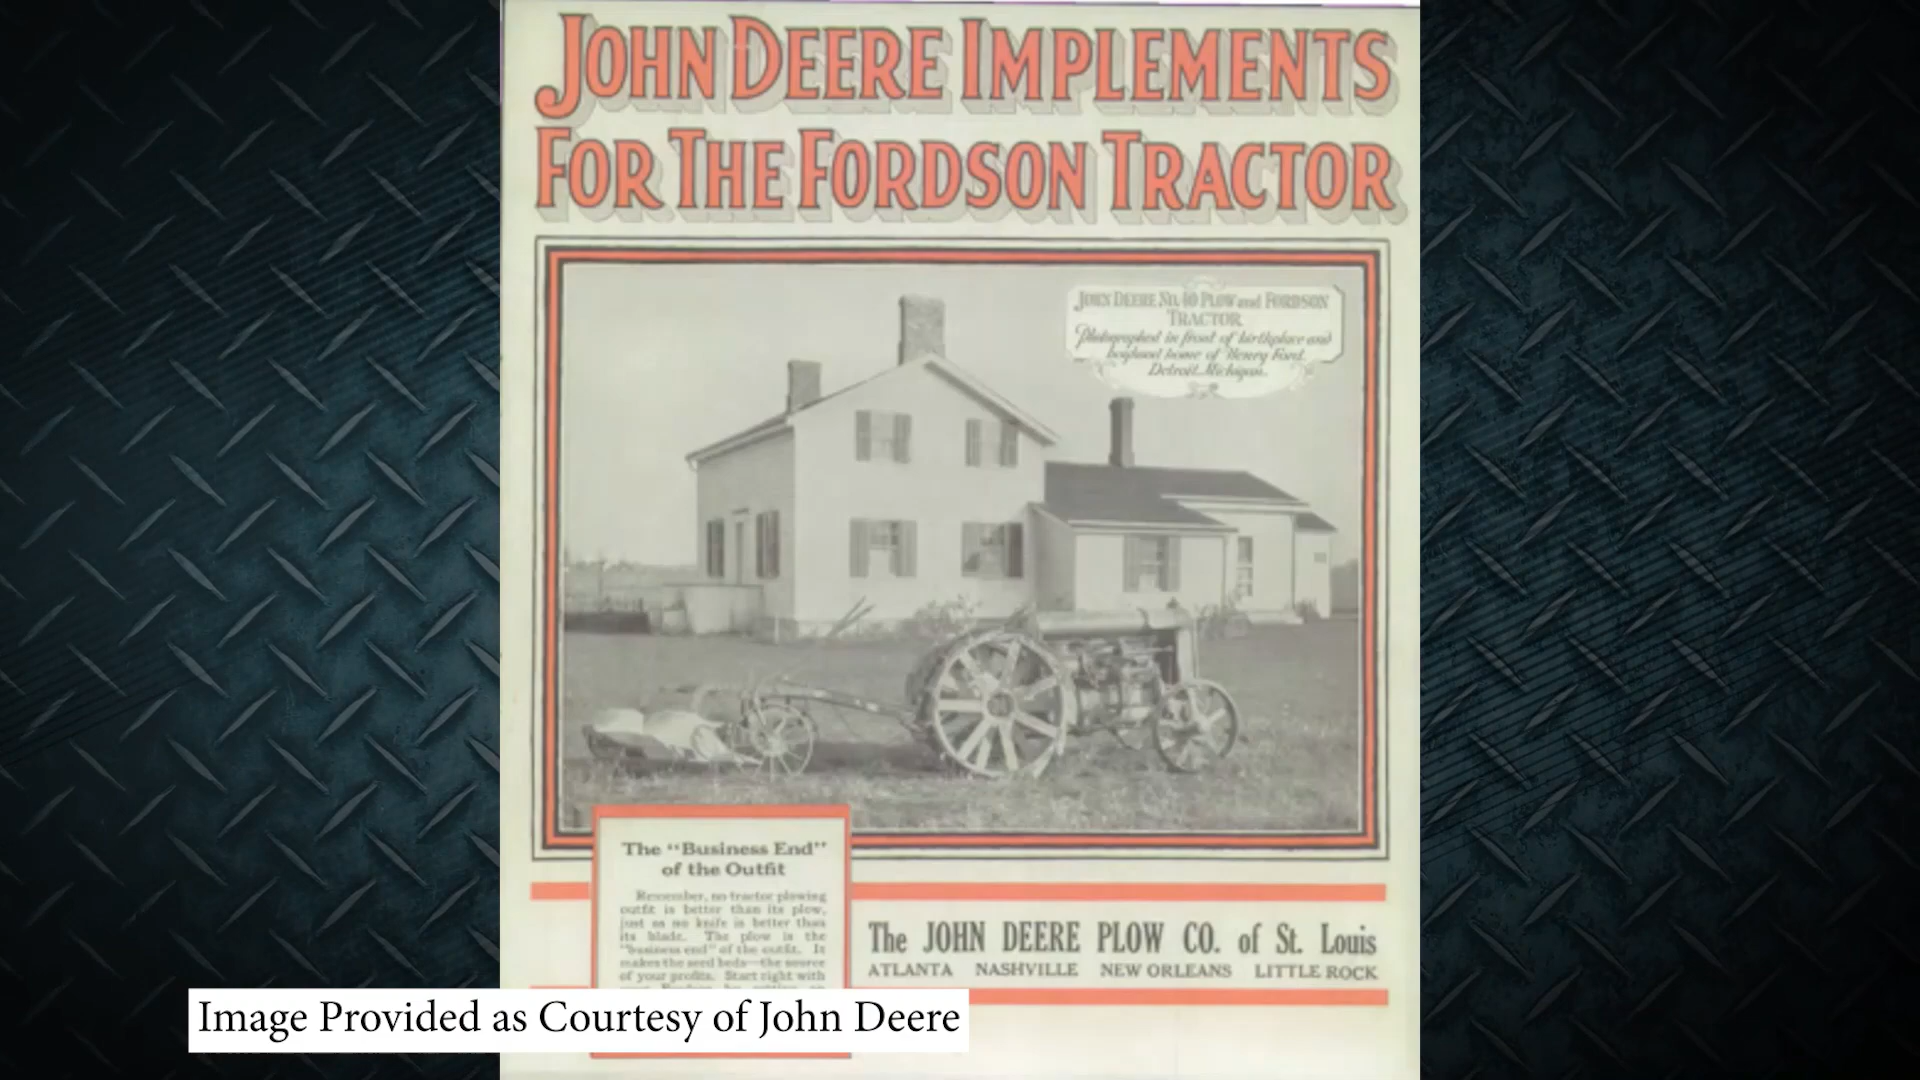 JOHN DEERE IMPLEMENTS
FOR THE FORDSON TRACTOR
JOHN DEERE No. 40 PLOW and FORDSON
TRACTOR
Photographed in front of birthplace and
boyhood home of Henry Ford,
Detroit, Michigan.
The "Business End"
of the Outfit
Remember, no tractor plowing
outfit is better than its plow,
just as no knife is better than
its blade. The plow is the
"business end" of the outfit. It
makes the seed beds—the source
of your profits. Start right with
The JOHN DEERE PLOW CO. of St. Louis
ATLANTA NASHVILLE NEW ORLEANS LITTLE ROCK
Image Provided as Courtesy of John Deere